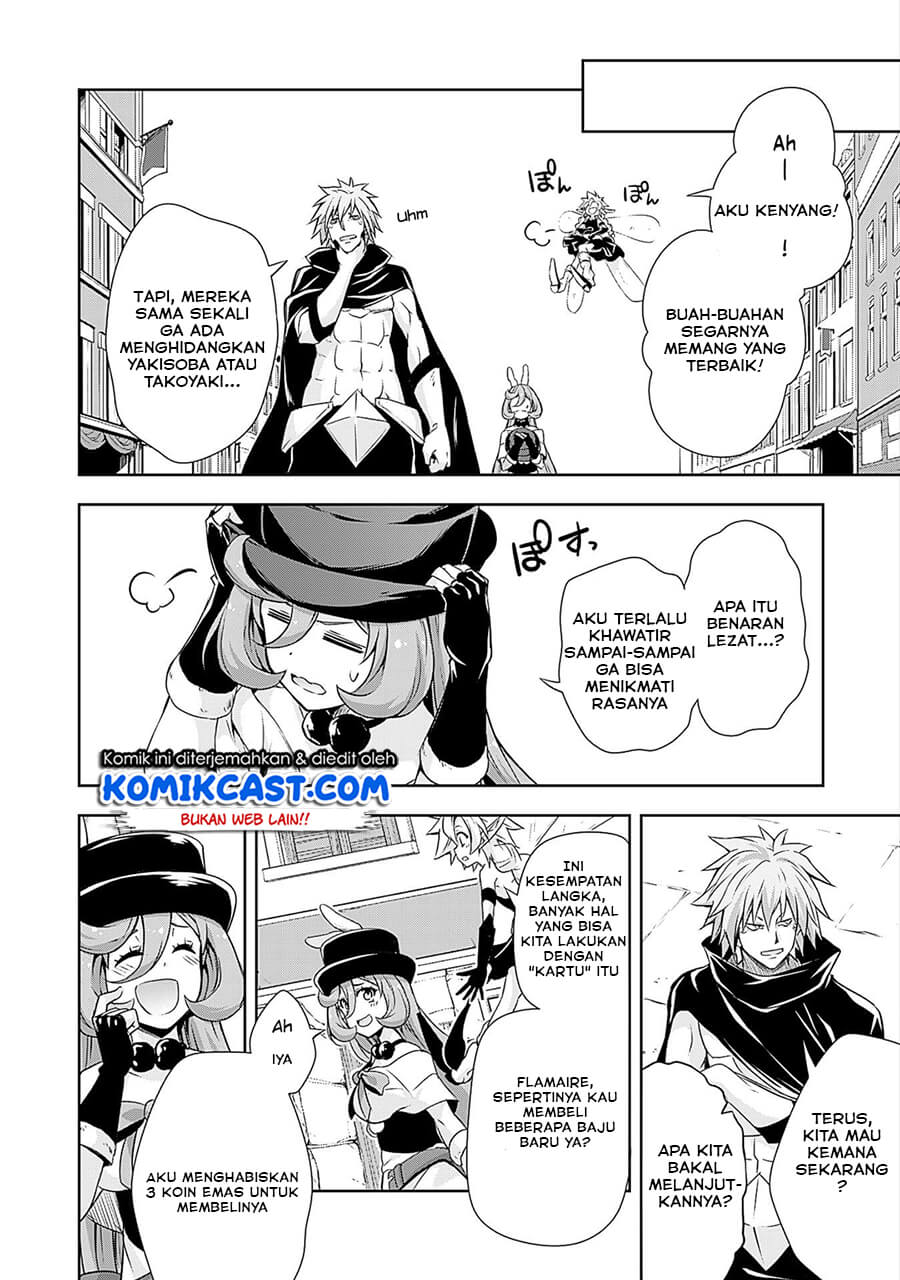 Ah
—
AKU KENYANG!
!
BUAH-BUAHAN
SEGARNYA
MEMANG YANG
TERBAIK!
ぽん
ぽん
Uhm
TAPI, MEREKA
SAMA SEKALI
GA ADA
MENGHIDANGKAN
YAKISOBA ATAU
TAKOYAKI...
APA ITU
BENARAN
LEZAT...?
AKU TERLALU
KHAWATIR
SAMPAI-SAMPAI
GA BISA
MENIKMATI
RASANYA
ぽすっ
Komik ini diterjemahkan & diedit oleh
KOMIKCAST.COM
BUKAN WEB LAIN!!
TERUS,
KITA MAU
KEMANA
SEKARANG
?
APA KITA
BAKAL
MELANJUT-
KANNYA?
INI
KESEMPATAN
LANGKA,
BANYAK HAL
YANG BISA
KITA LAKUKAN
DENGAN
"KARTU" ITU
FLAMAIRE,
SEPERTINYA KAU
MEMBELI
BEBERAPA BAJU
BARU YA?
Ah
IYA
AKU MENGHABISKAN
3 KOIN EMAS UNTUK
MEMBELINYA